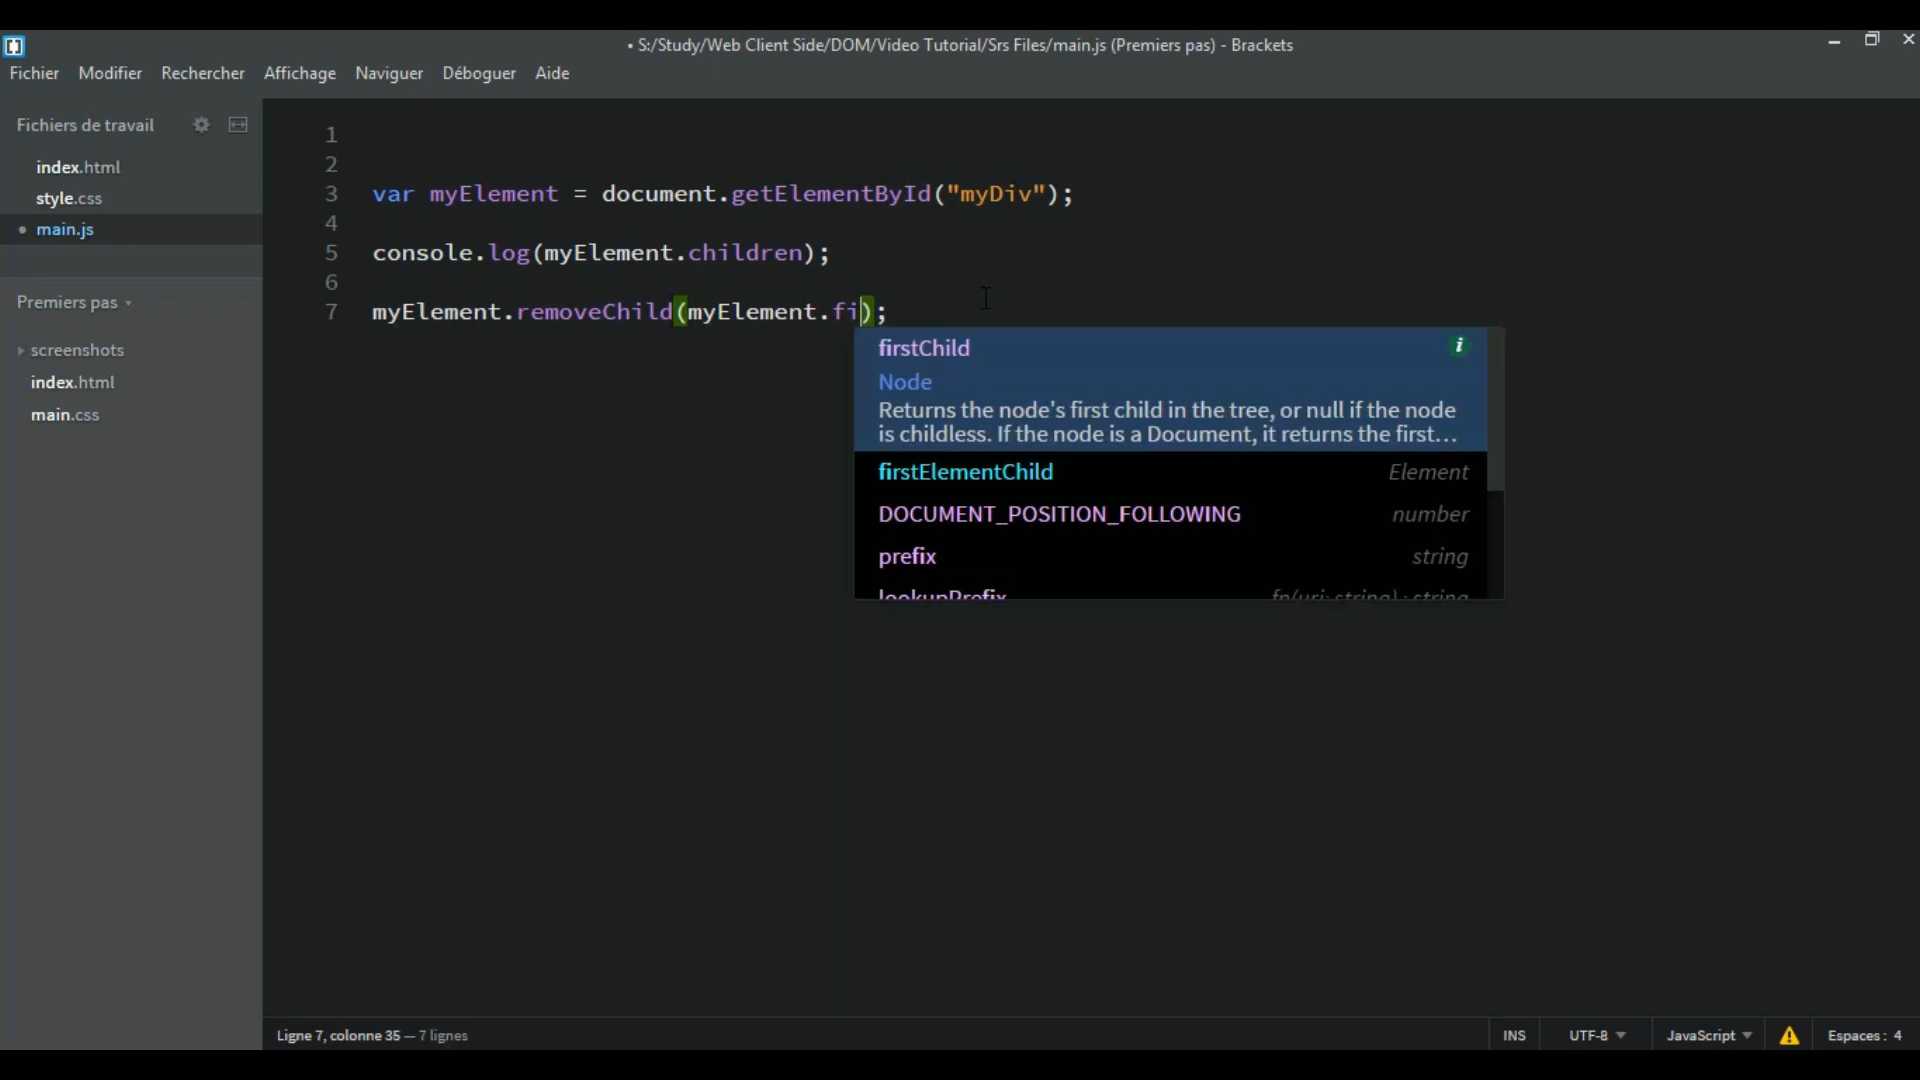 • S:/Study/Web Client Side/DOM/Video Tutorial/Srs Files/main.js (Premiers pas) - Brackets
Fichier Modifier Rechercher Affichage Naviguer Déboguer Aide
Fichiers de travail
index.html
style.css
• main.js
Premiers pas
screenshots
index.html
main.css
1
2
3 var myElement = document.getElementById("myDiv");
4
5 console.log(myElement.children);
6
7 myElement.removeChild(myElement.fi);
firstChild
Node
Returns the node's first child in the tree, or null if the node
is childless. If the node is a Document, it returns the first...
firstElementChild Element
DOCUMENT_POSITION_FOLLOWING number
prefix string
lookupPrefix fn(uri: string) : string
Ligne 7, colonne 35 — 7 lignes INS UTF-8 JavaScript Espaces : 4